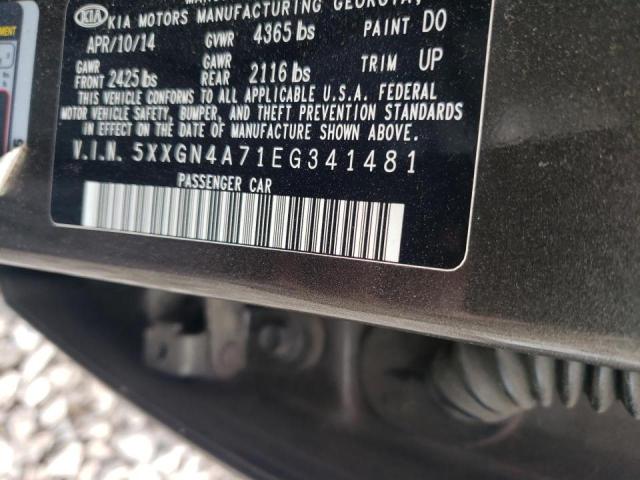 KIA KIA MOTORS MANUFACTURING GEORGIA,
APR/10/14 GVWR 4365 lbs PAINT DO
GAWR FRONT 2425 lbs GAWR REAR 2116 lbs TRIM UP
THIS VEHICLE CONFORMS TO ALL APPLICABLE U.S.A. FEDERAL
MOTOR VEHICLE SAFETY, BUMPER, AND THEFT PREVENTION STANDARDS
IN EFFECT ON THE DATE OF MANUFACTURE SHOWN ABOVE.
V.I.N. 5XXGN4A71EG341481
PASSENGER CAR